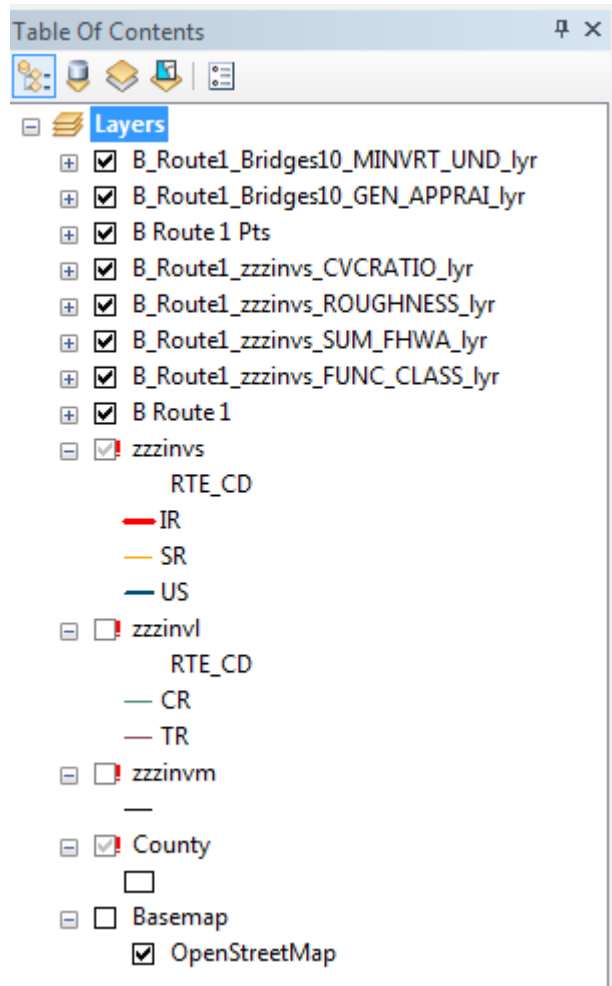 Table Of Contents
Layers
B_Route1_Bridges10_MINVRT_UND_lyr
B_Route1_Bridges10_GEN_APPRAI_lyr
B Route 1 Pts
B_Route1_zzzinvs_CVCRATIO_lyr
B_Route1_zzzinvs_ROUGHNESS_lyr
B_Route1_zzzinvs_SUM_FHWA_lyr
B_Route1_zzzinvs_FUNC_CLASS_lyr
B Route 1
zzzinvs
RTE_CD
IR
SR
US
zzzinvl
RTE_CD
CR
TR
zzzinvm
County
Basemap
OpenStreetMap